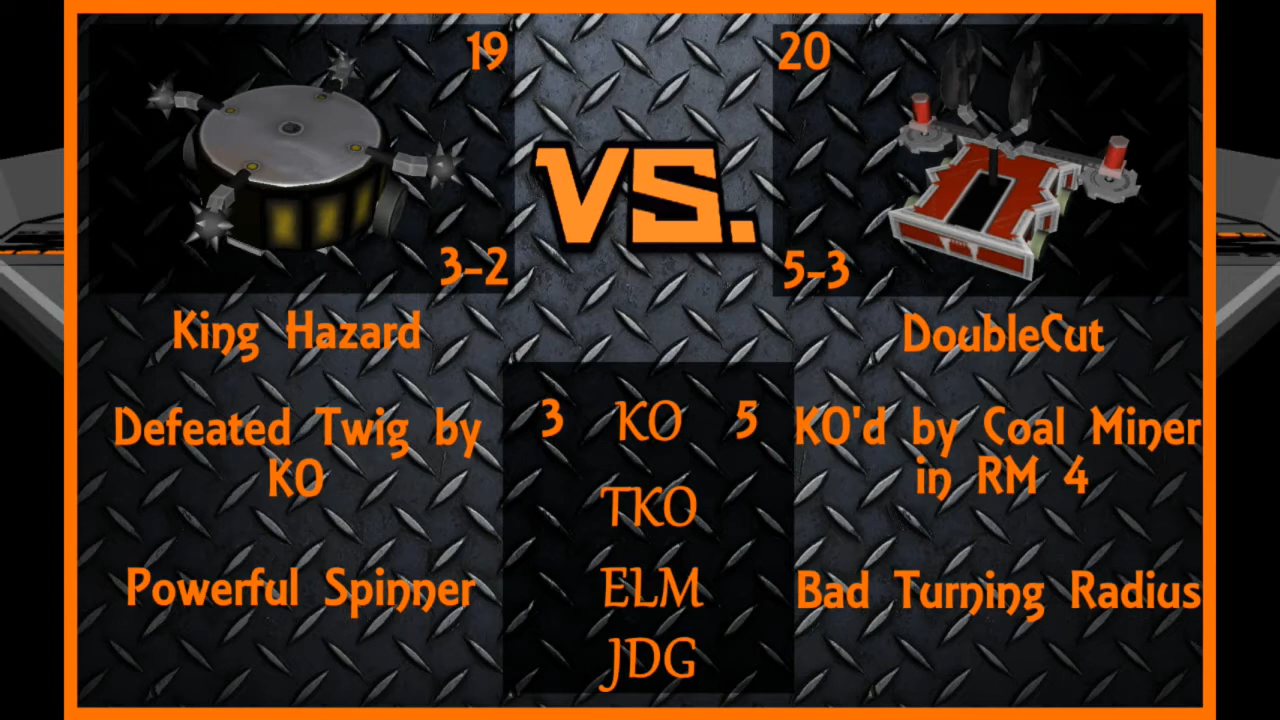 19
20
VS.
3-2
5-3
King Hazard
DoubleCut
Defeated Twig by
KO
3 KO 5
KO'd by Coal Miner
in RM 4
TKO
Powerful Spinner
ELM
Bad Turning Radius
JDG